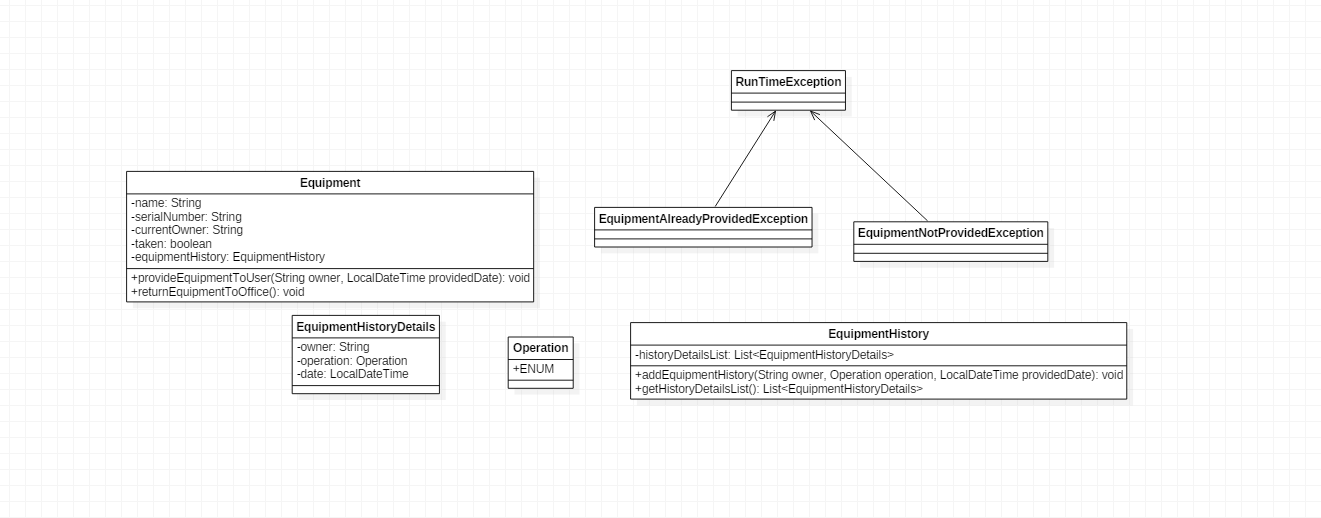 RunTimeException
Equipment
-name: String
-serialNumber: String
-currentOwner: String
-taken: boolean
-equipmentHistory: EquipmentHistory
+provideEquipmentToUser(String owner, LocalDateTime providedDate): void
+returnEquipmentToOffice(): void
EquipmentAlreadyProvidedException
EquipmentNotProvidedException
EquipmentHistoryDetails
-owner: String
-operation: Operation
-date: LocalDateTime
Operation
+ENUM
EquipmentHistory
-historyDetailsList: List<EquipmentHistoryDetails>
+addEquipmentHistory(String owner, Operation operation, LocalDateTime providedDate): void
+getHistoryDetailsList(): List<EquipmentHistoryDetails>